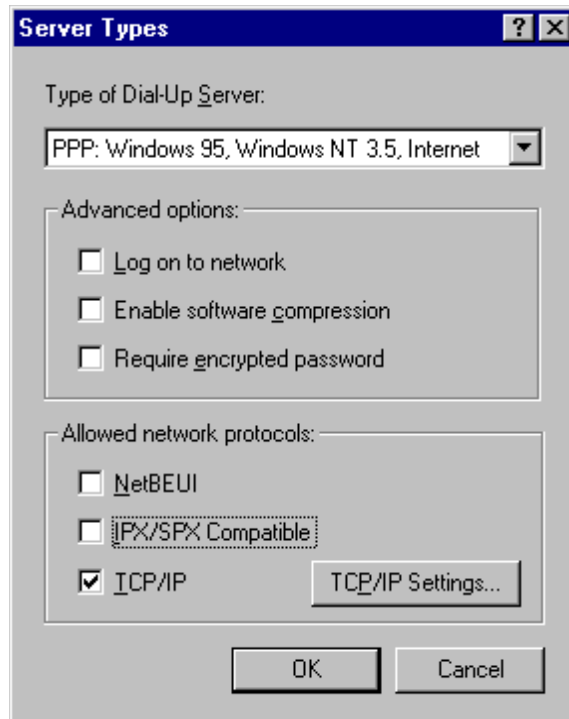 Server Types
Type of Dial-Up Server:
PPP: Windows 95, Windows NT 3.5, Internet
Advanced options:
Log on to network
Enable software compression
Require encrypted password
Allowed network protocols:
NetBEUI
IPX/SPX Compatible
TCP/IP TCP/IP Settings...
OK Cancel